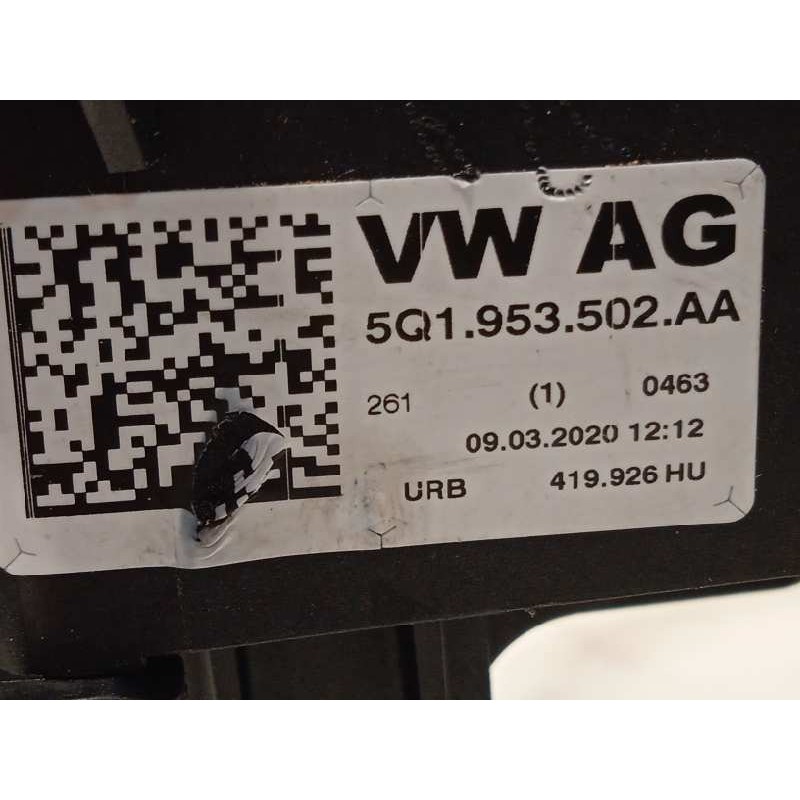 VW AG
5Q1.953.502.AA
261 (1) 0463
09.03.2020 12:12
URB 419.926 HU